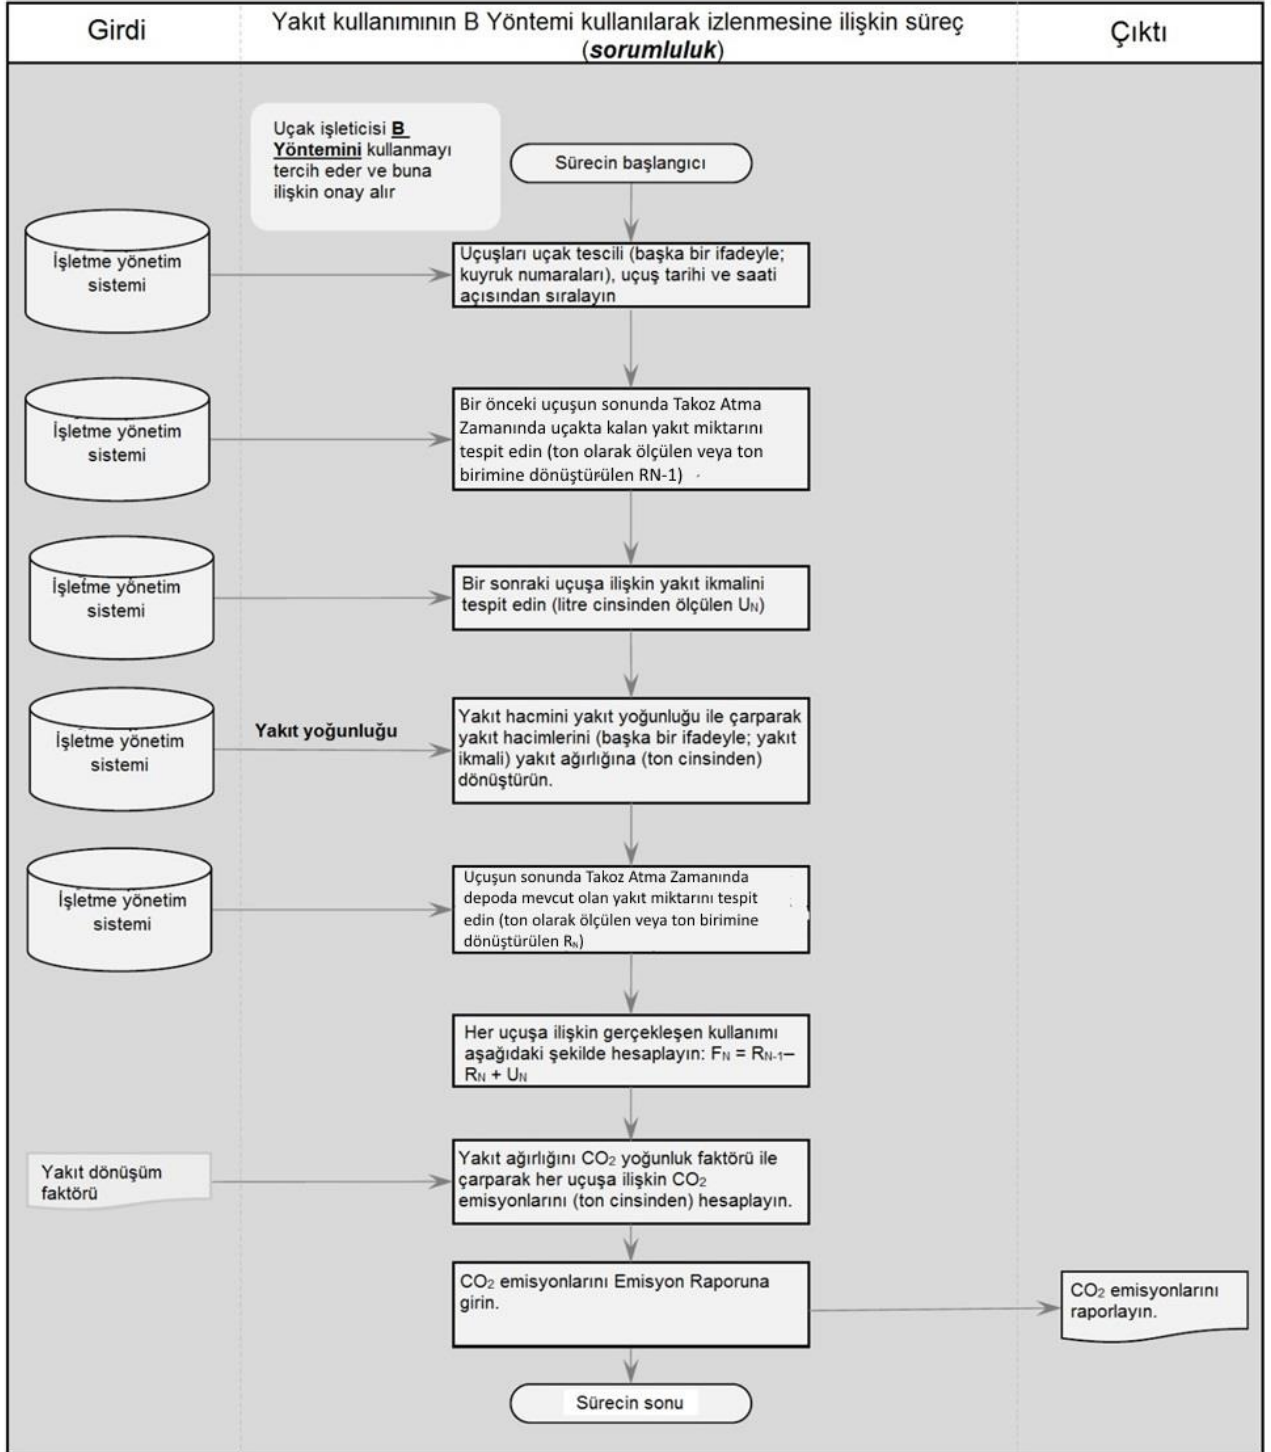 Girdi
Yakıt kullanımının B Yöntemi kullanılarak izlenmesine ilişkin süreç
(sorumluluk)
Çıktı
Uçak işleticisi B
Yöntemini kullanmayı
tercih eder ve buna
ilişkin onay alır
Sürecin başlangıcı
İşletme yönetim
sistemi
Uçuşları uçak tescili (başka bir ifadeyle;
kuyruk numaraları), uçuş tarihi ve saati
açısından sıralayın
İşletme yönetim
sistemi
Bir önceki uçuşun sonunda Takoz Atma
Zamanında uçakta kalan yakıt miktarını
tespit edin (ton olarak ölçülen veya ton
birimine dönüştürülen RN-1)
İşletme yönetim
sistemi
Bir sonraki uçuşa ilişkin yakıt ikmalini
tespit edin (litre cinsinden ölçülen UN)
İşletme yönetim
sistemi
Yakıt yoğunluğu
Yakıt hacmini yakıt yoğunluğu ile çarparak
yakıt hacimlerini (başka bir ifadeyle; yakıt
ikmali) yakıt ağırlığına (ton cinsinden)
dönüştürün.
İşletme yönetim
sistemi
Uçuşun sonunda Takoz Atma Zamanında
depoda mevcut olan yakıt miktarını tespit
edin (ton olarak ölçülen veya ton birimine
dönüştürülen RN)
Her uçuşa ilişkin gerçekleşen kullanımı
aşağıdaki şekilde hesaplayın: FN = RN-1–
RN + UN
Yakıt dönüşüm
faktörü
Yakıt ağırlığını CO2 yoğunluk faktörü ile
çarparak her uçuşa ilişkin CO2
emisyonlarını (ton cinsinden) hesaplayın.
CO2 emisyonlarını Emisyon Raporuna
girin.
CO2 emisyonlarını
raporlayın.
Sürecin sonu